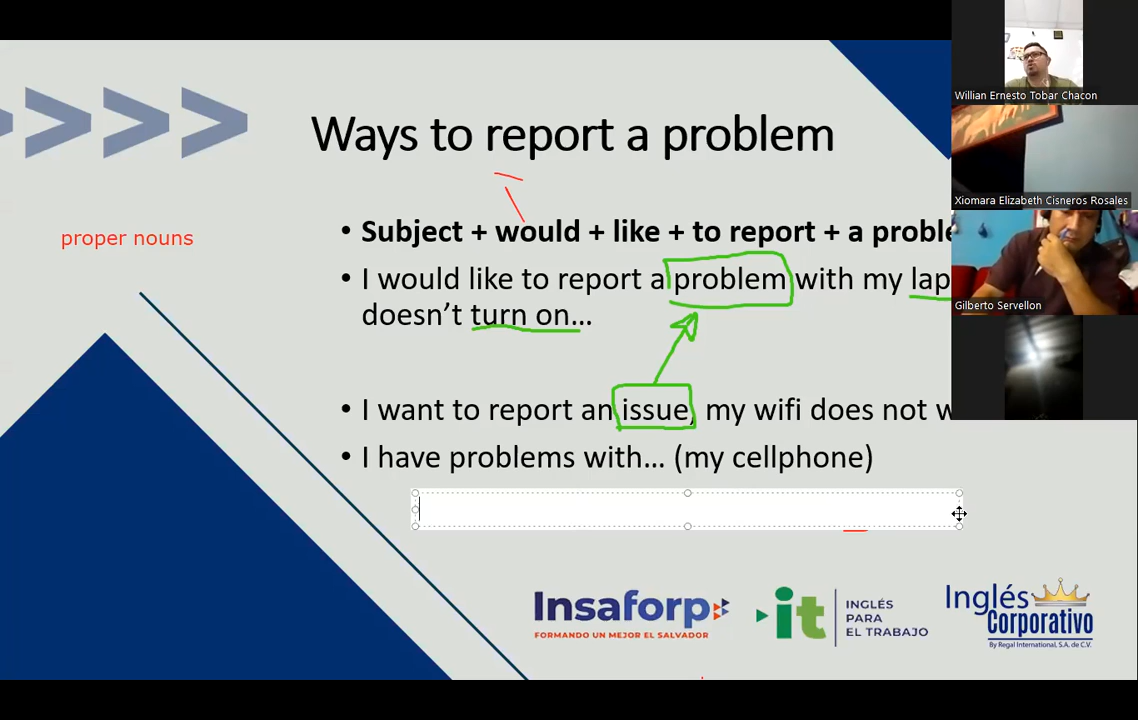 Willian Ernesto Tobar Chacon
Xiomara Elizabeth Cisneros Rosales
Gilberto Servellon
Ways to report a problem
proper nouns
• Subject + would + like + to report + a proble
• I would like to report a problem with my lap
doesn't turn on...
• I want to report an issue, my wifi does not w
• I have problems with... (my cellphone)
Insaforp
FORMANDO UN MEJOR EL SALVADOR
it
INGLÉS
PARA
EL TRABAJO
Inglés
Corporativo
By Regal International, S.A. de C.V.